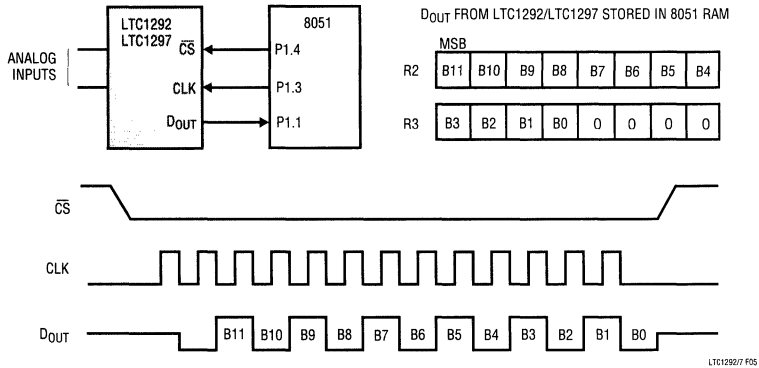 LTC1292
LTC1297
8051
ANALOG
INPUTS
CS
P1.4
CLK
P1.3
DOUT
P1.1
DOUT FROM LTC1292/LTC1297 STORED IN 8051 RAM
MSB
R2 B11 B10 B9 B8 B7 B6 B5 B4
R3 B3 B2 B1 B0 0 0 0 0
CS
CLK
DOUT B11 B10 B9 B8 B7 B6 B5 B4 B3 B2 B1 B0
LTC1292/7 F05